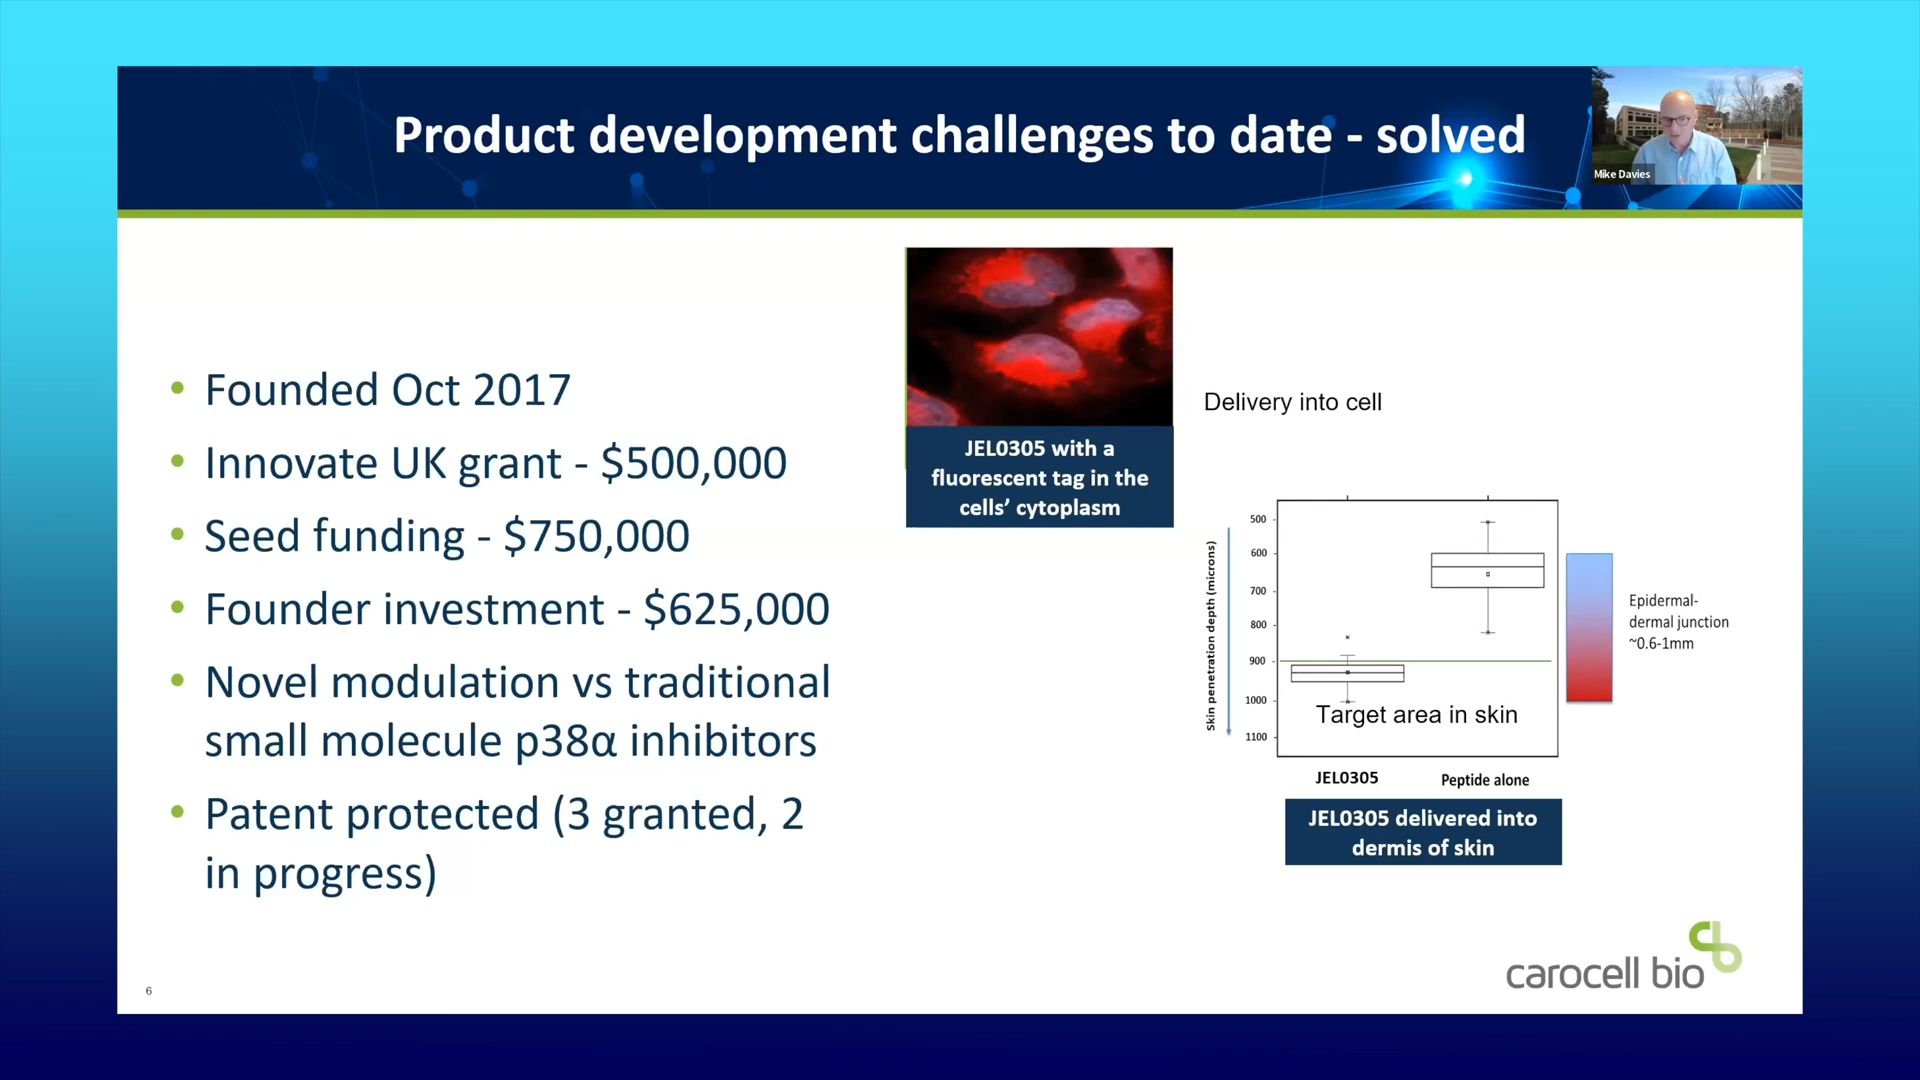 Product development challenges to date - solved
Mike Davies
• Founded Oct 2017
• Innovate UK grant - $500,000
• Seed funding - $750,000
• Founder investment - $625,000
• Novel modulation vs traditional
small molecule p38α inhibitors
• Patent protected (3 granted, 2
in progress)
JEL0305 with a
fluorescent tag in the
cells’ cytoplasm
Delivery into cell
Skin penetration depth (microns)
500
600
700
800
900
1000
1100
Target area in skin
JEL0305
Peptide alone
Epidermal-
dermal junction
~0.6-1mm
JEL0305 delivered into
dermis of skin
carocell bio
6